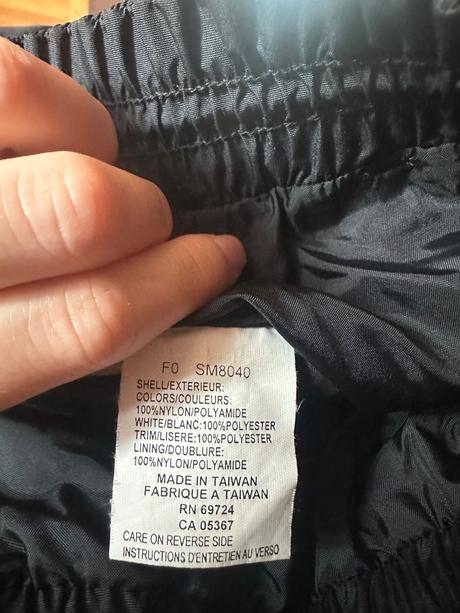 F0 SM8040
SHELL/EXTERIEUR:
COLORS/COULEURS:
100%NYLON/POLYAMIDE
WHITE/BLANC:100%POLYESTER
TRIM/LISERE:100%POLYESTER
LINING/DOUBLURE:
100%NYLON/POLYAMIDE
MADE IN TAIWAN
FABRIQUE A TAIWAN
RN 69724
CA 05367
CARE ON REVERSE SIDE
INSTRUCTIONS D'ENTRETIEN AU VERSO